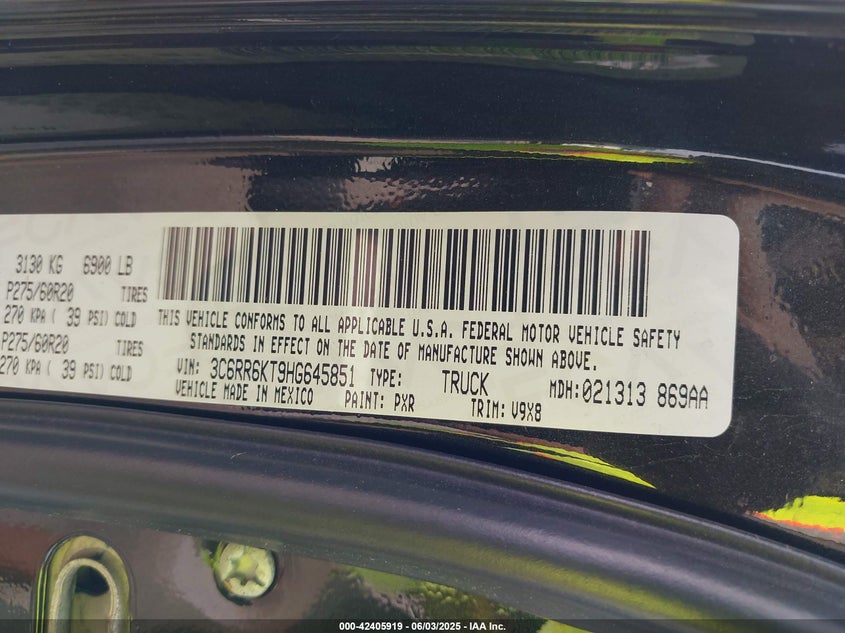 3130 KG 6900 LB
P275/60R20 TIRES
270 KPA ( 39 PSI) COLD
P275/60R20 TIRES
270 KPA ( 39 PSI) COLD
THIS VEHICLE CONFORMS TO ALL APPLICABLE U.S.A. FEDERAL MOTOR VEHICLE SAFETY
STANDARDS IN EFFECT ON THE DATE OF MANUFACTURE SHOWN ABOVE.
VIN: 3C6RR6KT9HG645851 TYPE: TRUCK MDH: 021313 869AA
VEHICLE MADE IN MEXICO PAINT: PXR TRIM: V9X8
000-42405919 - 06/03/2025 - IAA Inc.